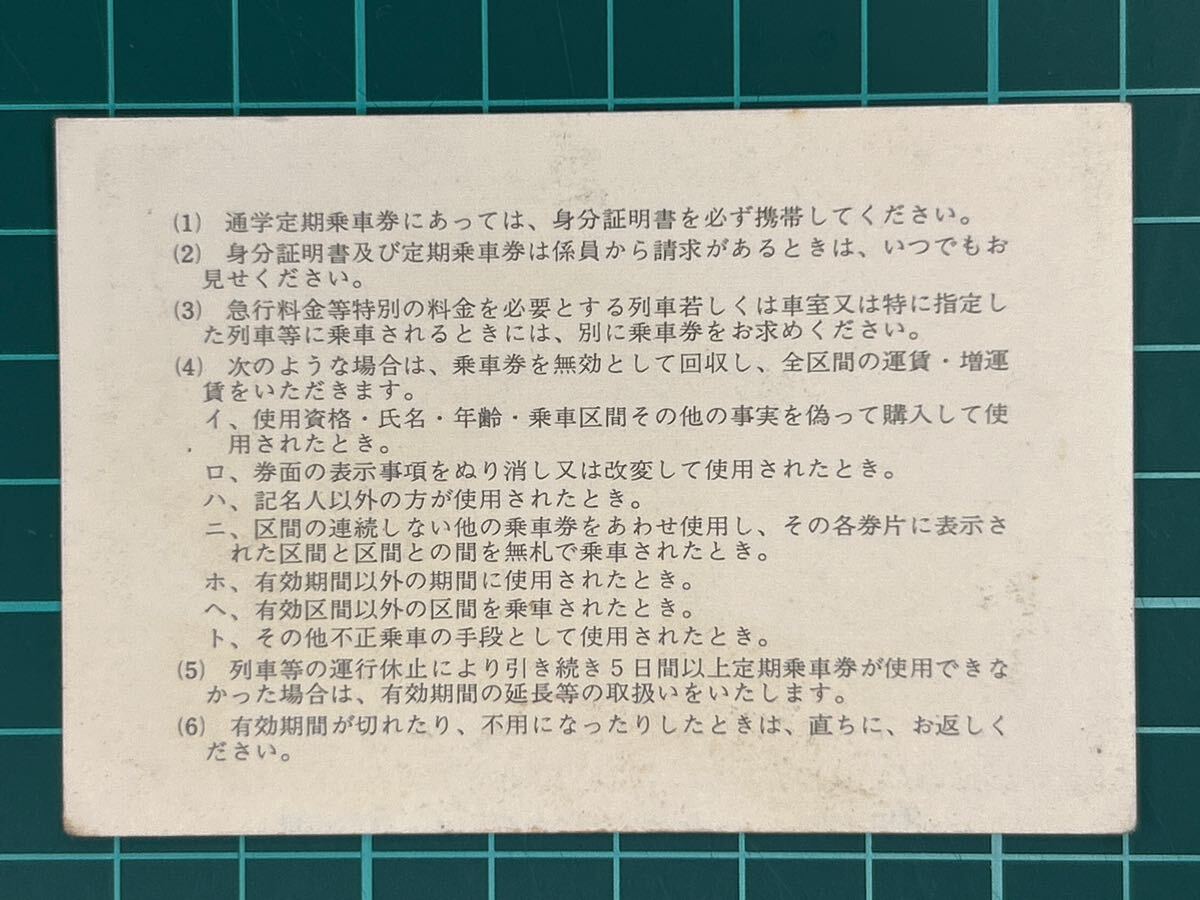 (1) 通学定期乗車券にあっては、身分証明書を必ず携帯してください。
(2) 身分証明書及び定期乗車券は係員から請求があるときは、いつでもお
見せください。
(3) 急行料金等特別の料金を必要とする列車若しくは車室又は特に指定し
た列車等に乗車されるときには、別に乗車券をお求めください。
(4) 次のような場合は、乗車券を無効として回収し、全区間の運賃・増運
賃をいただきます。
イ、使用資格・氏名・年齢・乗車区間その他の事実を偽って購入して使
用されたとき。
ロ、券面の表示事項をぬり消し又は改変して使用されたとき。
ハ、記名人以外の方が使用されたとき。
ニ、区間の連続しない他の乗車券をあわせ使用し、その各券片に表示さ
れた区間と区間との間を無札で乗車されたとき。
ホ、有効期間以外の期間に使用されたとき。
ヘ、有効区間以外の区間を乗車されたとき。
ト、その他不正乗車の手段として使用されたとき。
(5) 列車等の運行休止により引き続き5日間以上定期乗車券が使用できな
かった場合は、有効期間の延長等の取扱いをいたします。
(6) 有効期間が切れたり、不用になったりしたときは、直ちに、お返しく
ださい。